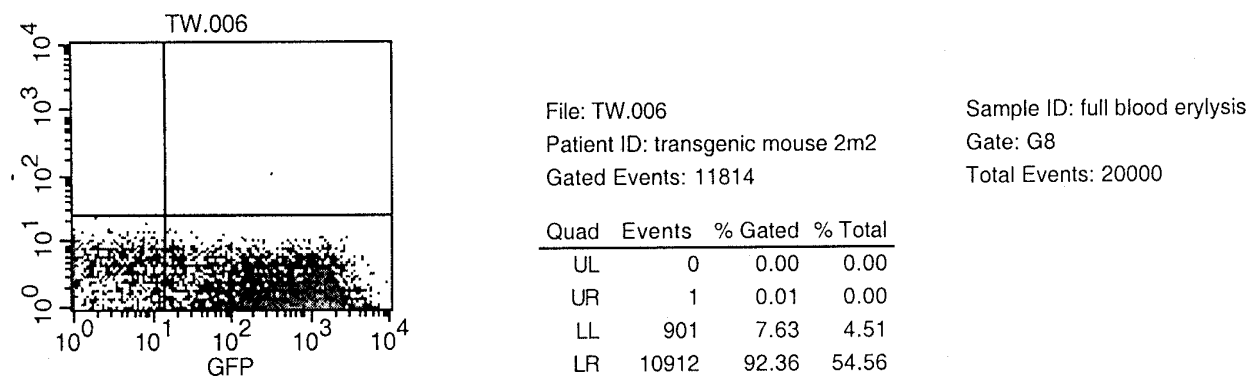 TW.006
10^4
10^3
10^2
10^1
10^0
10^0 10^1 10^2 10^3 10^4
GFP
File: TW.006
Patient ID: transgenic mouse 2m2
Gated Events: 11814
Sample ID: full blood erylysis
Gate: G8
Total Events: 20000
Quad Events % Gated % Total
UL 0 0.00 0.00
UR 1 0.01 0.00
LL 901 7.63 4.51
LR 10912 92.36 54.56